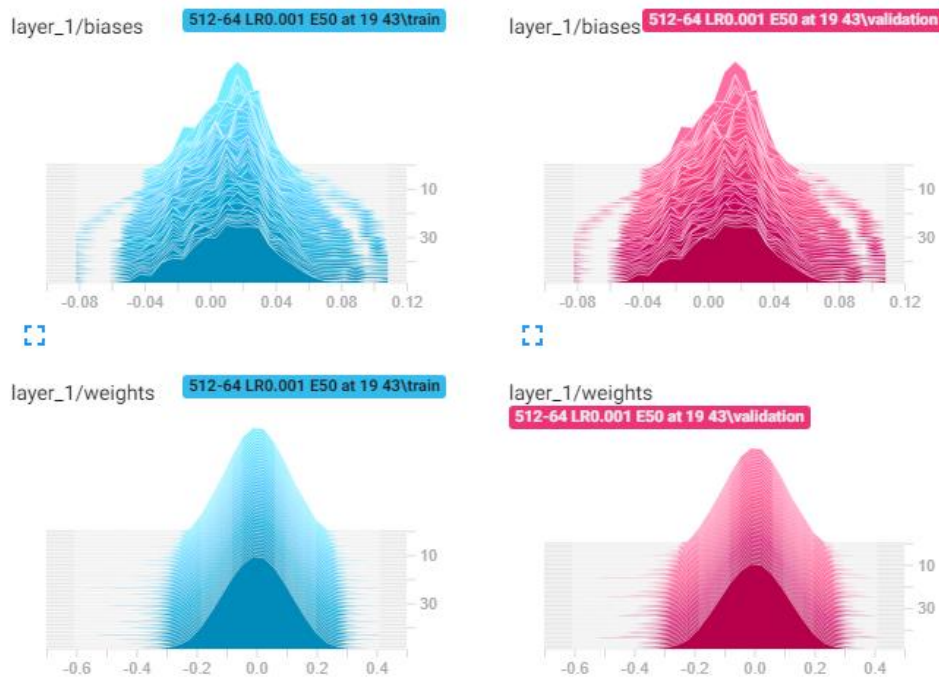 layer_1/biases 512-64 LR0.001 E50 at 19 43\train
10
30
-0.08 -0.04 0.00 0.04 0.08 0.12
layer_1/biases 512-64 LR0.001 E50 at 19 43\validation
10
30
-0.08 -0.04 0.00 0.04 0.08 0.12
layer_1/weights 512-64 LR0.001 E50 at 19 43\train
10
30
-0.6 -0.4 -0.2 0.0 0.2 0.4
layer_1/weights
512-64 LR0.001 E50 at 19 43\validation
10
30
-0.6 -0.4 -0.2 0.0 0.2 0.4